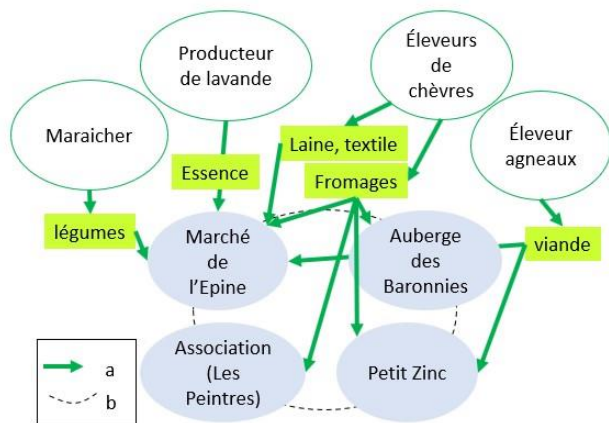 Producteur
de lavande
Éleveurs
de
chèvres
Maraicher
Éleveur
agneaux
Laine, textile
Essence
Fromages
légumes
viande
Marché
de
l'Epine
Auberge
des
Baronnies
Association
(Les
Peintres)
Petit Zinc
a
b